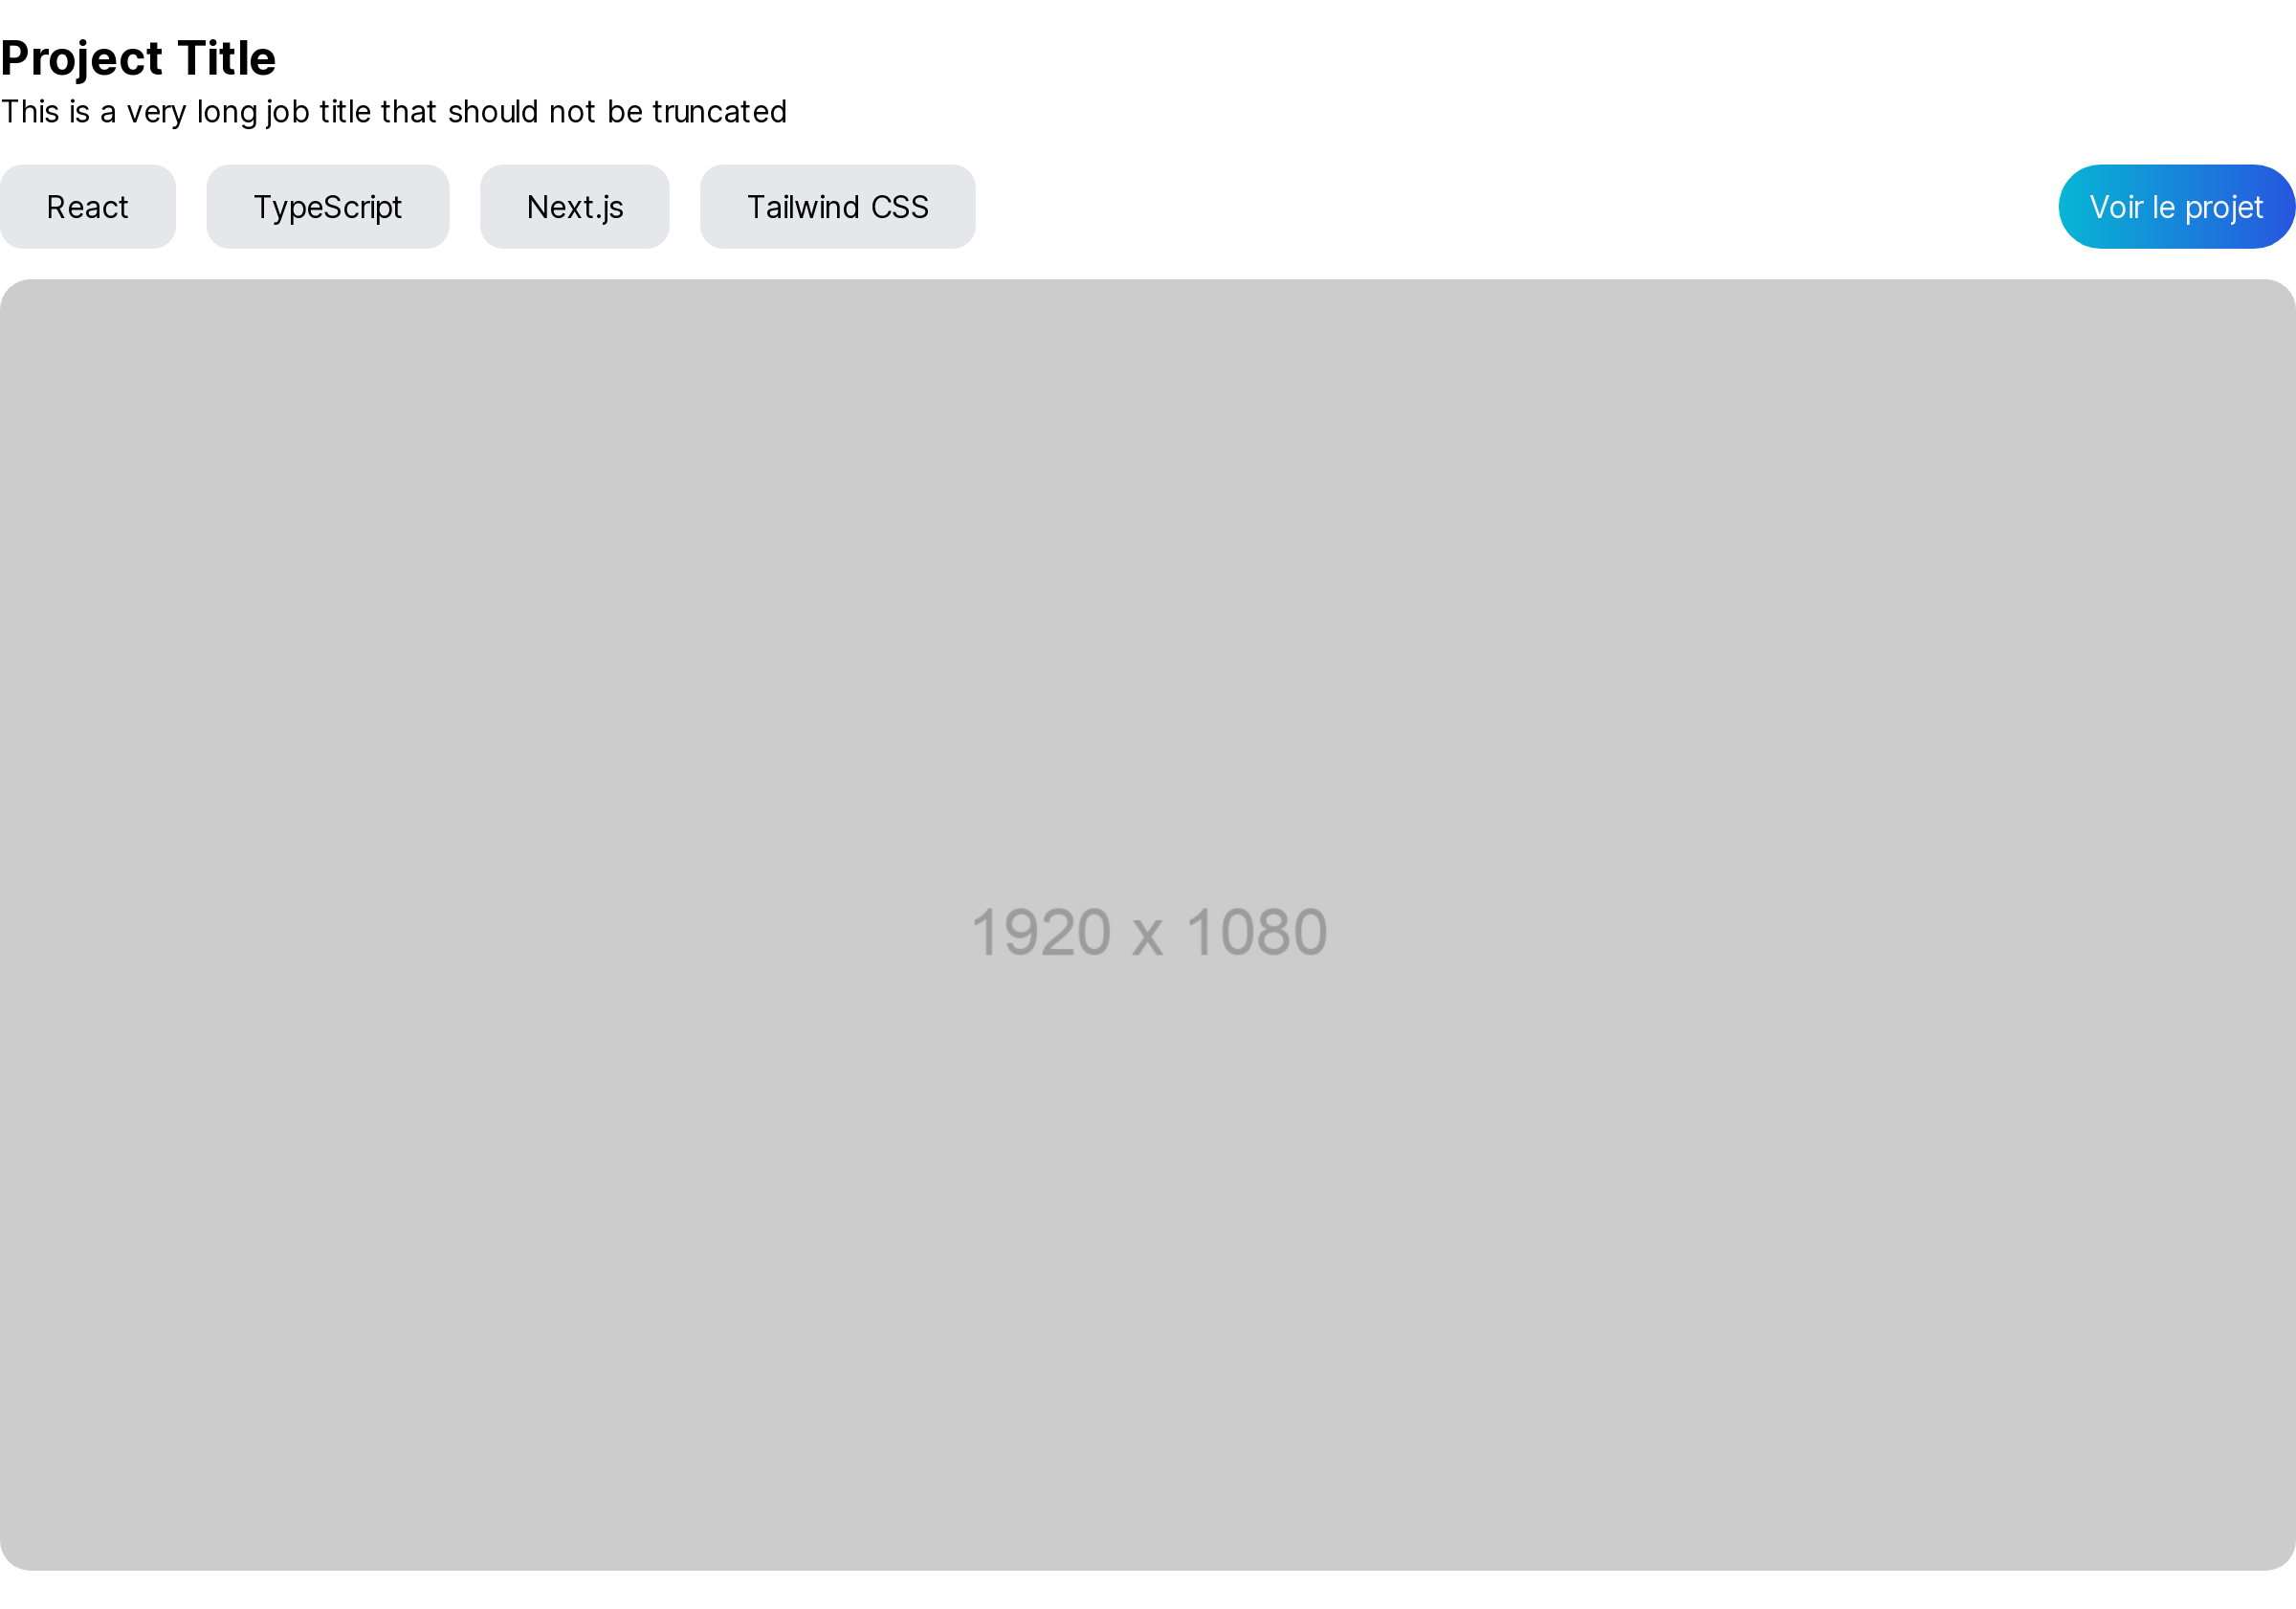 Project Title
This is a very long job title that should not be truncated
React TypeScript Next.js Tailwind CSS Voir le projet
1920 x 1080